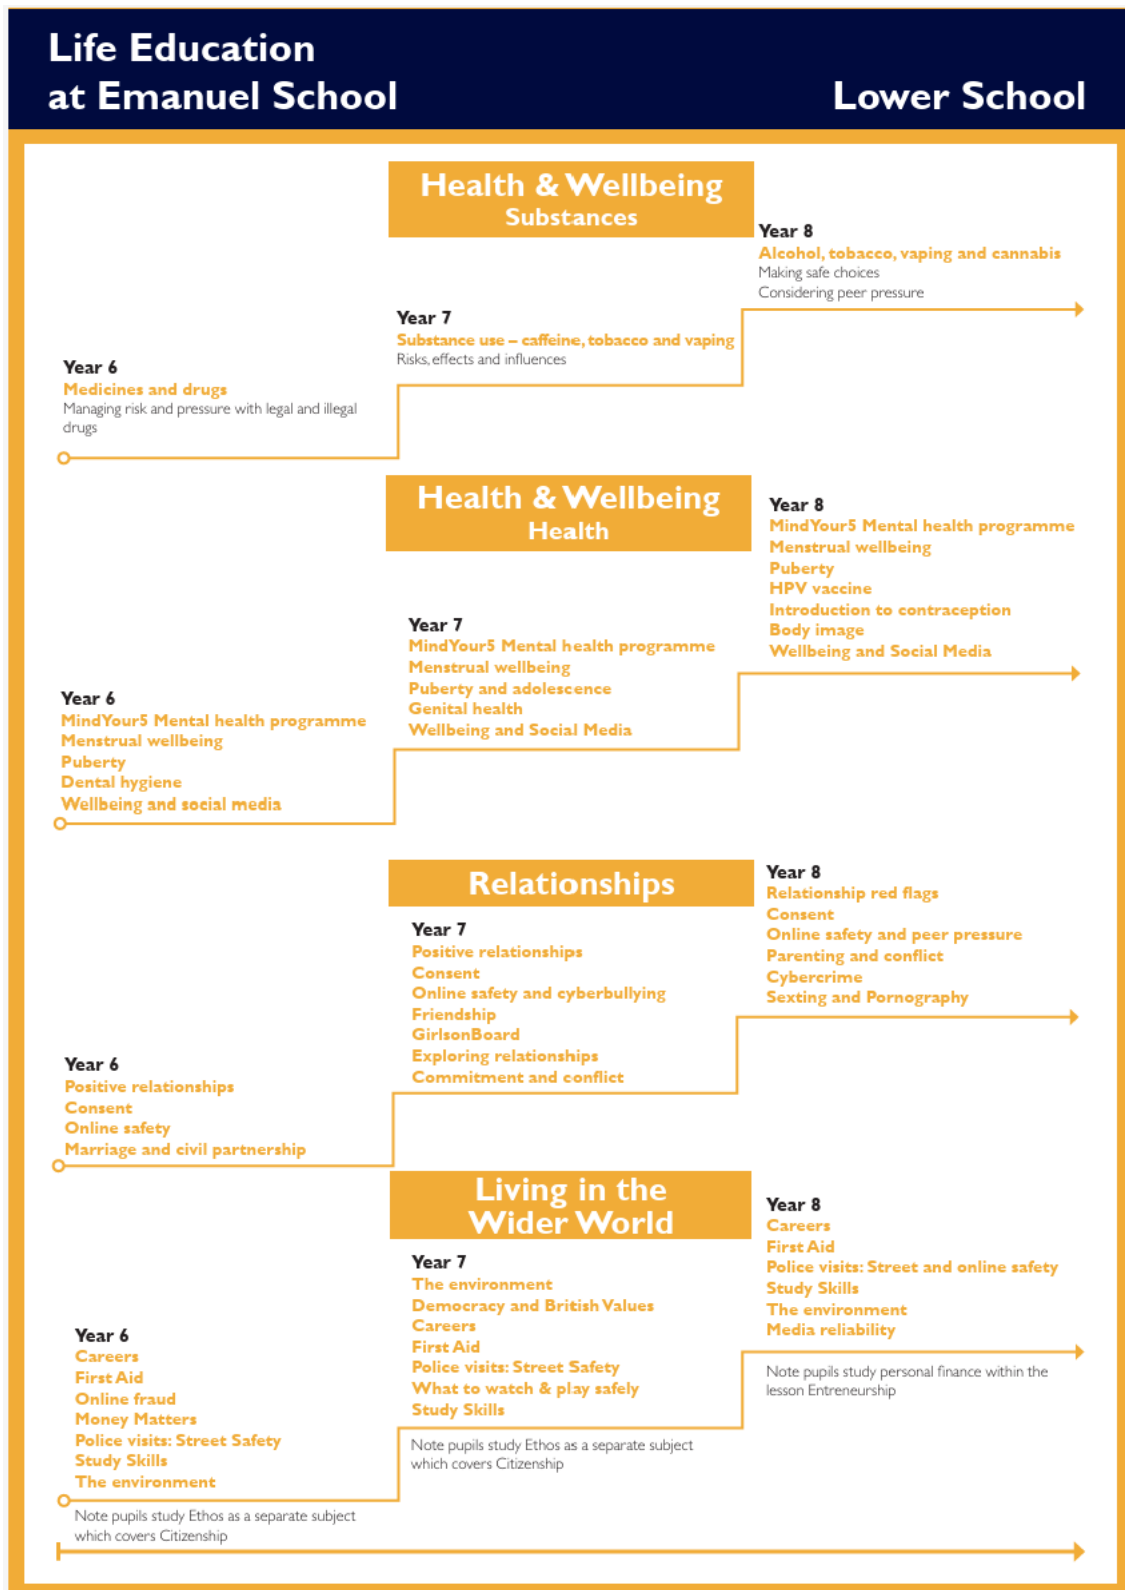 Life Education
at Emanuel School
Lower School
Health & Wellbeing
Substances
Year 6
Medicines and drugs
Managing risk and pressure with legal and illegal
drugs
Year 7
Substance use – caffeine, tobacco and vaping
Risks, effects and influences
Year 8
Alcohol, tobacco, vaping and cannabis
Making safe choices
Considering peer pressure
Health & Wellbeing
Health
Year 6
MindYour5 Mental health programme
Menstrual wellbeing
Puberty
Dental hygiene
Wellbeing and social media
Year 7
MindYour5 Mental health programme
Menstrual wellbeing
Puberty and adolescence
Genital health
Wellbeing and Social Media
Year 8
MindYour5 Mental health programme
Menstrual wellbeing
Puberty
HPV vaccine
Introduction to contraception
Body image
Wellbeing and Social Media
Relationships
Year 6
Positive relationships
Consent
Online safety
Marriage and civil partnership
Year 7
Positive relationships
Consent
Online safety and cyberbullying
Friendship
GirlsonBoard
Exploring relationships
Commitment and conflict
Year 8
Relationship red flags
Consent
Online safety and peer pressure
Parenting and conflict
Cybercrime
Sexting and Pornography
Living in the
Wider World
Year 6
Careers
First Aid
Online fraud
Money Matters
Police visits: Street Safety
Study Skills
The environment
Note pupils study Ethos as a separate subject
which covers Citizenship
Year 7
The environment
Democracy and British Values
Careers
First Aid
Police visits: Street Safety
What to watch & play safely
Study Skills
Note pupils study Ethos as a separate subject
which covers Citizenship
Year 8
Careers
First Aid
Police visits: Street and online safety
Study Skills
The environment
Media reliability
Note pupils study personal finance within the
lesson Entreneurship